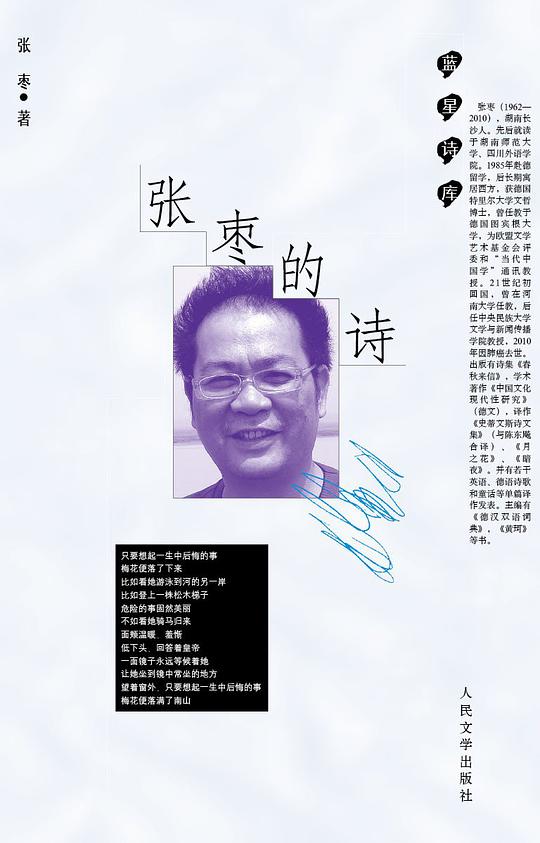 张枣●著
蓝星诗库
张枣的诗
张枣（1962—
2010），湖南长
沙人。先后就读
于湖南师范大
学、四川外语学
院。1985年赴德
留学，后长期寓
居西方，获德国
特里尔大学文哲
博士，曾任教于
德国图宾根大
学，为欧盟文学
艺术基金会评
委和“当代中
国学”通讯教
授。21世纪初
回国，曾在河
南大学任教，后
任中央民族大学
文学与新闻传播
学院教授，2010
年因肺癌去世。
出版有诗集《春
秋来信》，学术
著作《中国文化
现代性研究》
（德文），译作
《史蒂文斯诗文
集》（与陈东飚
合译）、《月
之花》、《暗
夜》。并有若干
英语、德语诗歌
和童话等单篇译
作发表。主编有
《德汉双语词
典》，《黄珂》
等书。
只要想起一生中后悔的事
梅花便落了下来
比如看她游泳到河的另一岸
比如登上一株松木梯子
危险的事固然美丽
不如看她骑马归来
面颊温暖，羞惭
低下头，回答着皇帝
一面镜子永远等候着她
让她坐到镜中常坐的地方
望着窗外，只要想起一生中后悔的事
梅花便落满了南山
人民文学出版社